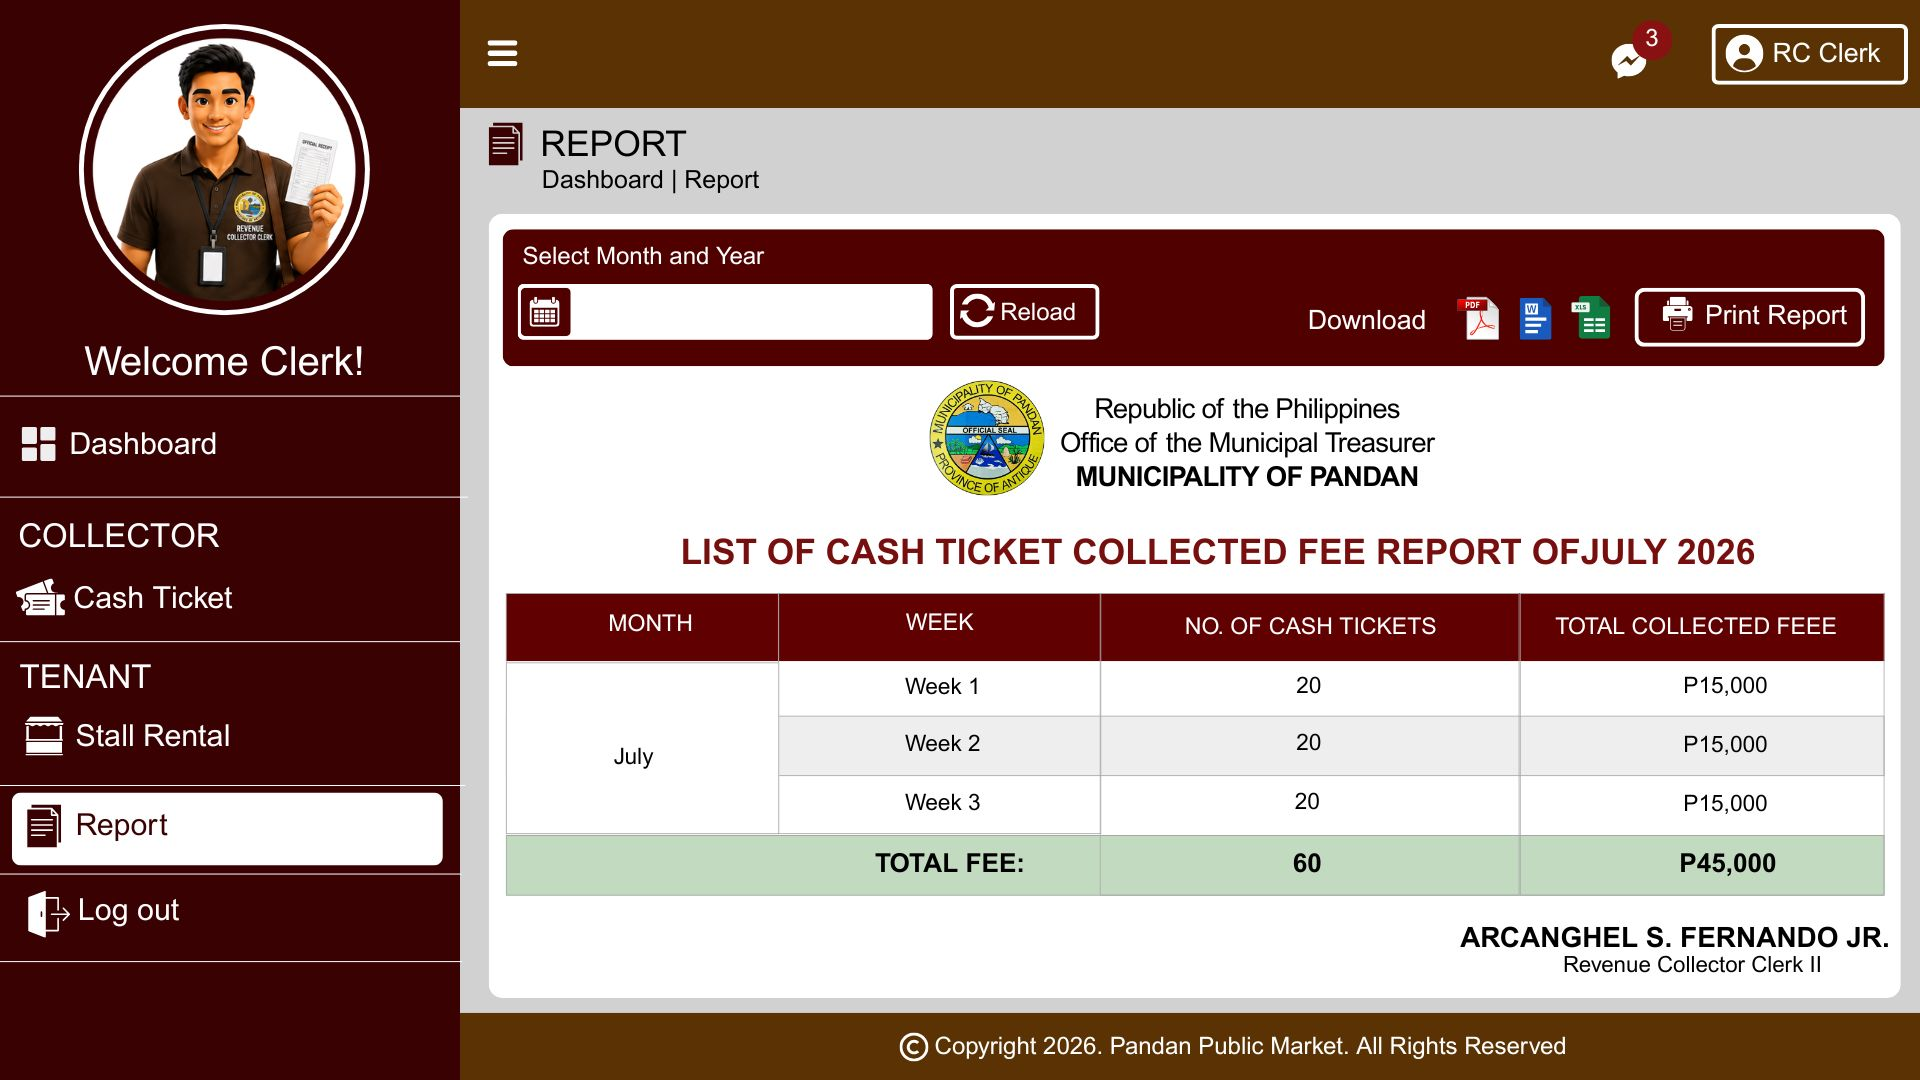 OFFICIAL RECEIPT
REVENUE
COLLECTOR CLERK
Welcome Clerk!
Dashboard
COLLECTOR
Cash Ticket
TENANT
Stall Rental
Report
Log out
3
RC Clerk
REPORT
Dashboard | Report
Select Month and Year
Reload
Download
PDF
W
XLS
Print Report
MUNICIPALITY OF PANDAN
OFFICIAL SEAL
PROVINCE OF ANTIQUE
Republic of the Philippines
Office of the Municipal Treasurer
MUNICIPALITY OF PANDAN
LIST OF CASH TICKET COLLECTED FEE REPORT OFJULY 2026
MONTH WEEK NO. OF CASH TICKETS TOTAL COLLECTED FEEE
Week 1 20 P15,000
Week 2 20 P15,000
July
Week 3 20 P15,000
TOTAL FEE: 60 P45,000
ARCANGHEL S. FERNANDO JR.
Revenue Collector Clerk II
© Copyright 2026. Pandan Public Market. All Rights Reserved